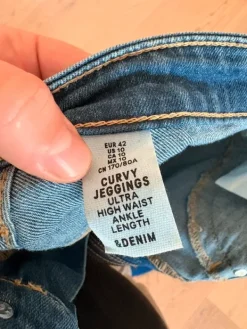 EUR 42
US 10
CA 10
MX 10
CN 170/80A
CURVY
JEGGINGS
ULTRA
HIGH WAIST
ANKLE
LENGTH
&DENIM